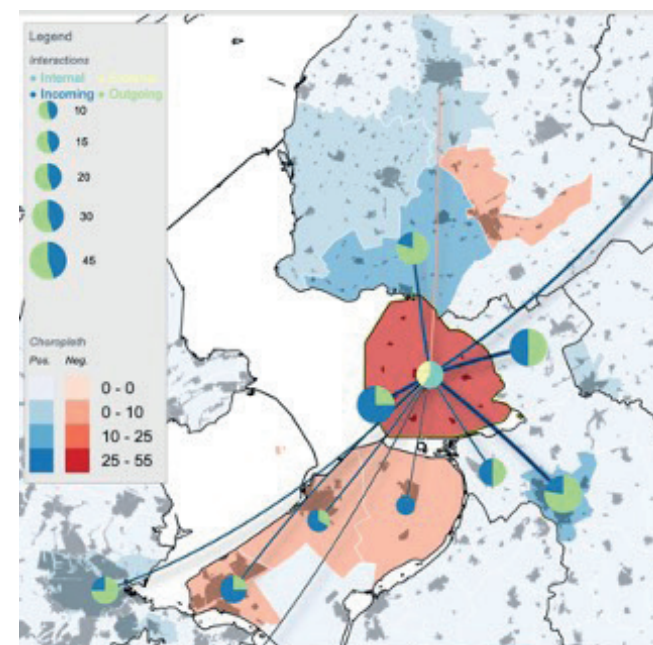 Legend
Interactions
Internal External
Incoming Outgoing
10
15
20
30
45
Choropleth
Pos. Neg.
0 - 0
0 - 10
10 - 25
25 - 55